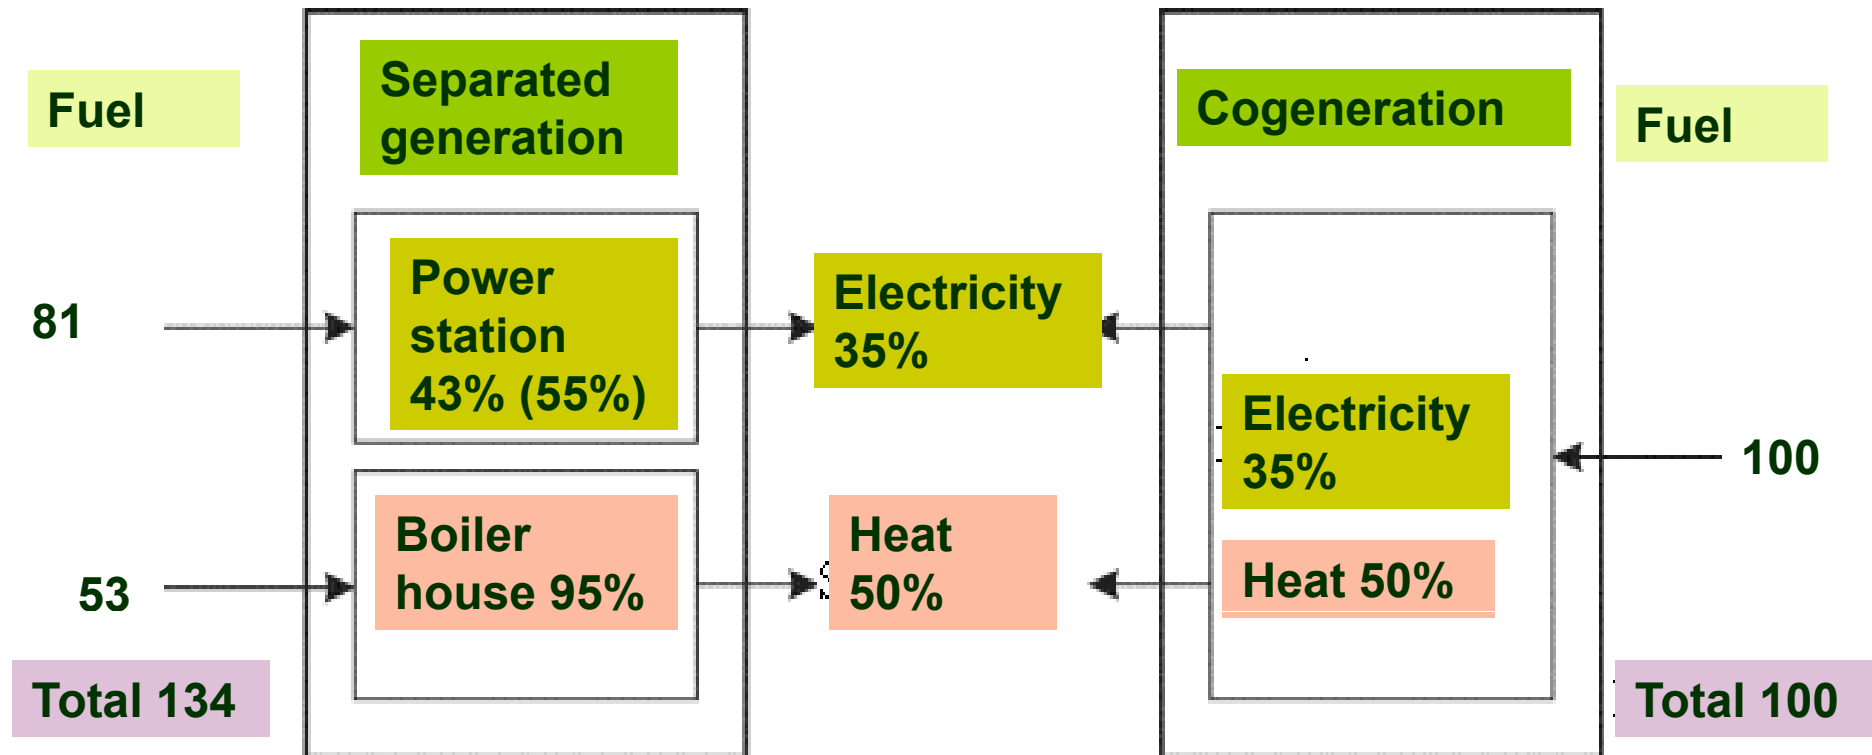 Fuel
Separated
generation
Cogeneration
Fuel
81
Power
station
43% (55%)
Electricity
35%
Electricity
35%
100
53
Boiler
house 95%
Heat
50%
Heat 50%
Total 134
Total 100